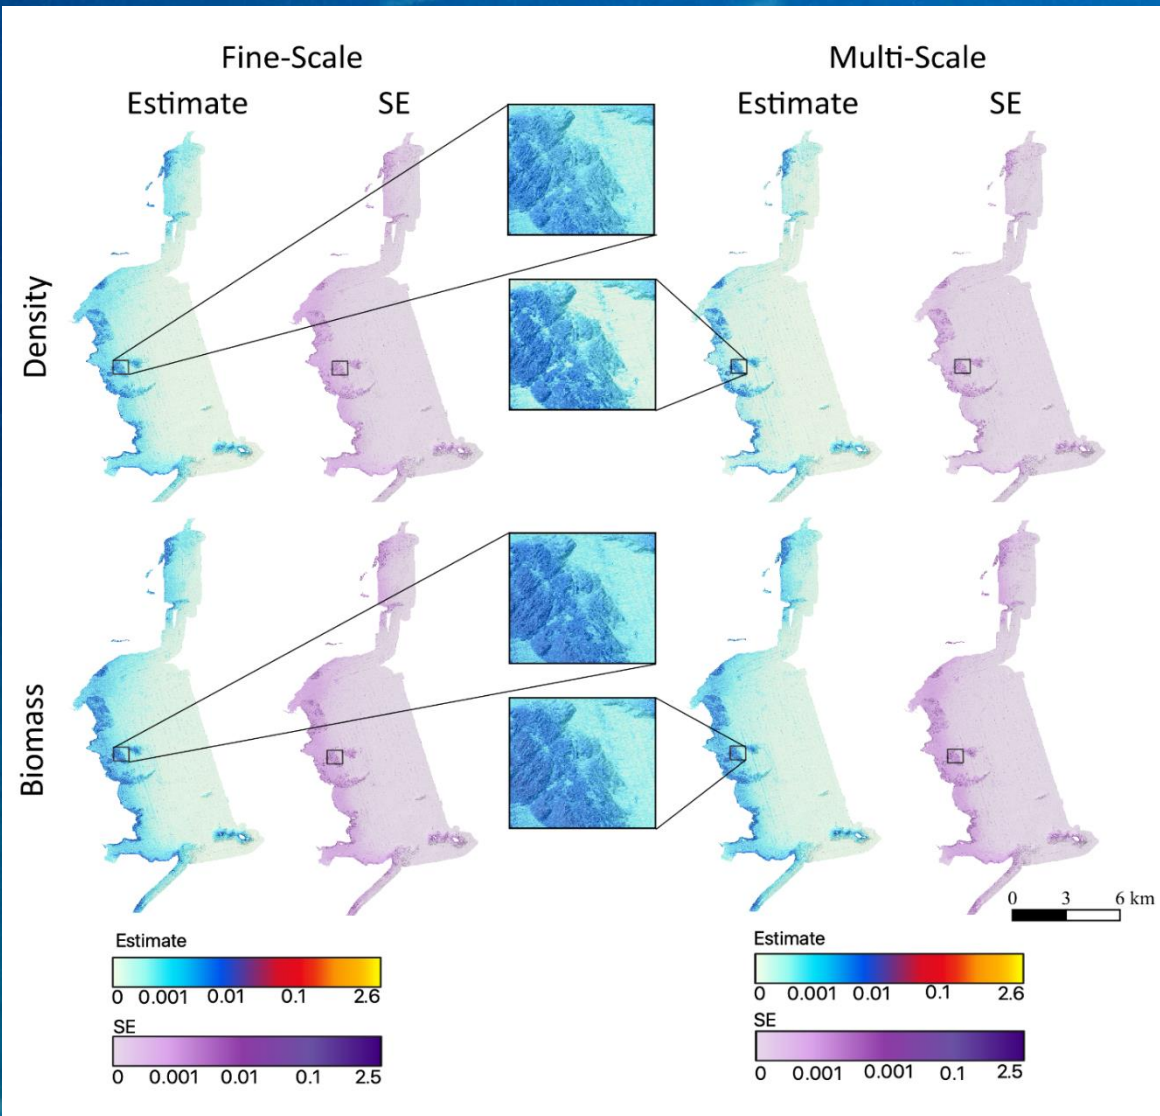 Fine-Scale
Multi-Scale
Estimate SE
Estimate SE
Density
Biomass
0 3 6 km
Estimate
0 0.001 0.01 0.1 2.6
SE
0 0.001 0.01 0.1 2.5
Estimate
0 0.001 0.01 0.1 2.6
SE
0 0.001 0.001 0.1 2.5